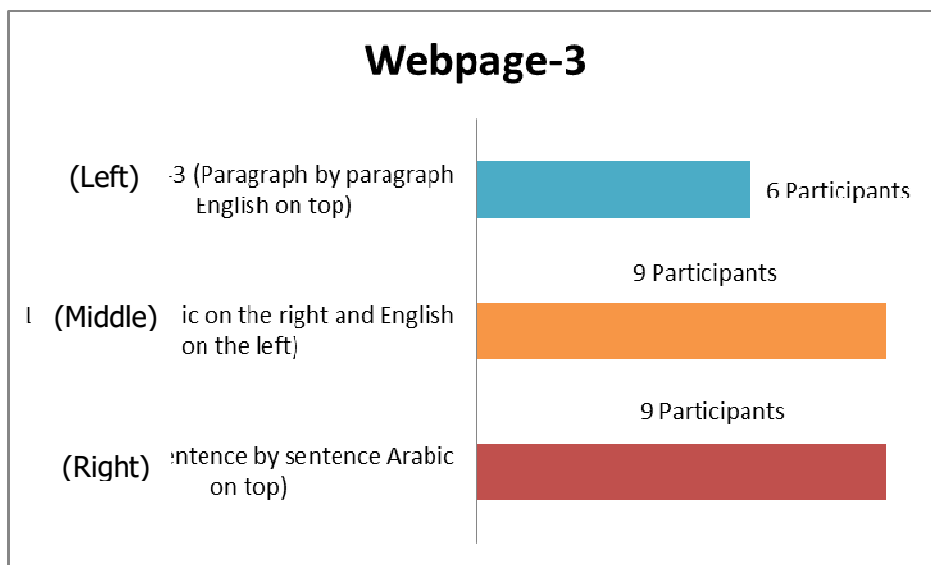 Webpage-3
(Left) -3 (Paragraph by paragraph
English on top)
6 Participants
9 Participants
(Middle) ic on the right and English
on the left)
9 Participants
(Right) entence by sentence Arabic
on top)